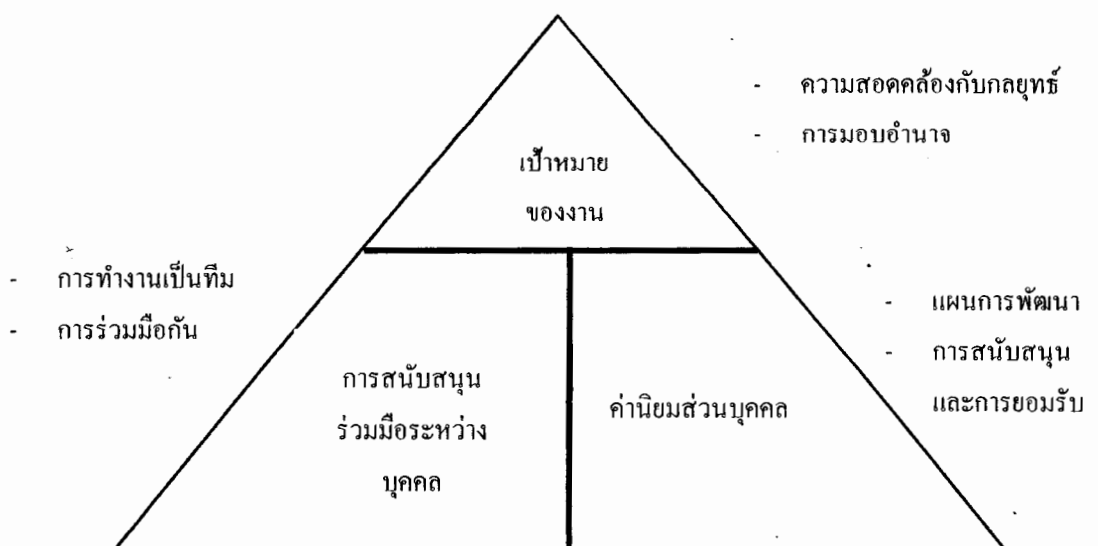 - ความสอดคล้องกับกลยุทธ์
- การมอบอำนาจ
เป้าหมาย
ของงาน
- การทำงานเป็นทีม
- การร่วมมือกัน
- แผนการพัฒนา
- การสนับสนุน
และการยอมรับ
การสนับสนุน
ร่วมมือระหว่าง
บุคคล
ค่านิยมส่วนบุคคล